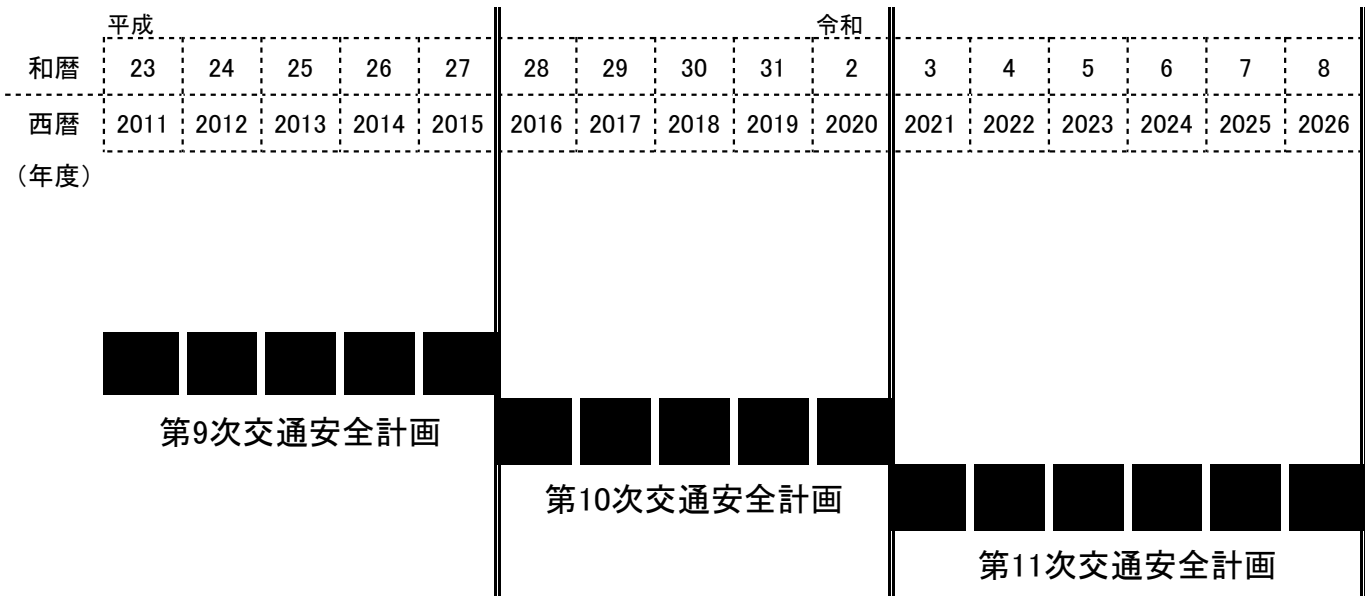 平成 令和
和暦 23 24 25 26 27 28 29 30 31 2 3 4 5 6 7 8
西暦 2011 2012 2013 2014 2015 2016 2017 2018 2019 2020 2021 2022 2023 2024 2025 2026
（年度）
第9次交通安全計画
第10次交通安全計画
第11次交通安全計画